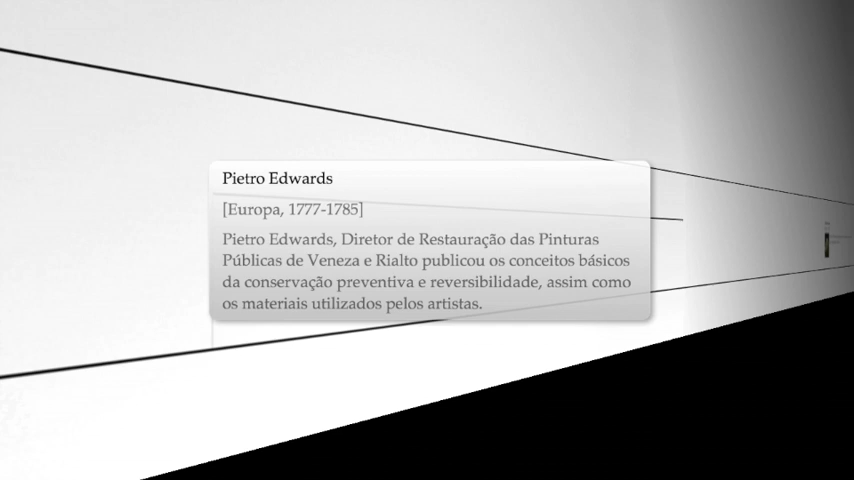 Pietro Edwards
[Europa, 1777-1785]
Pietro Edwards, Diretor de Restauração das Pinturas
Públicas de Veneza e Rialto publicou os conceitos básicos
da conservação preventiva e reversibilidade, assim como
os materiais utilizados pelos artistas.